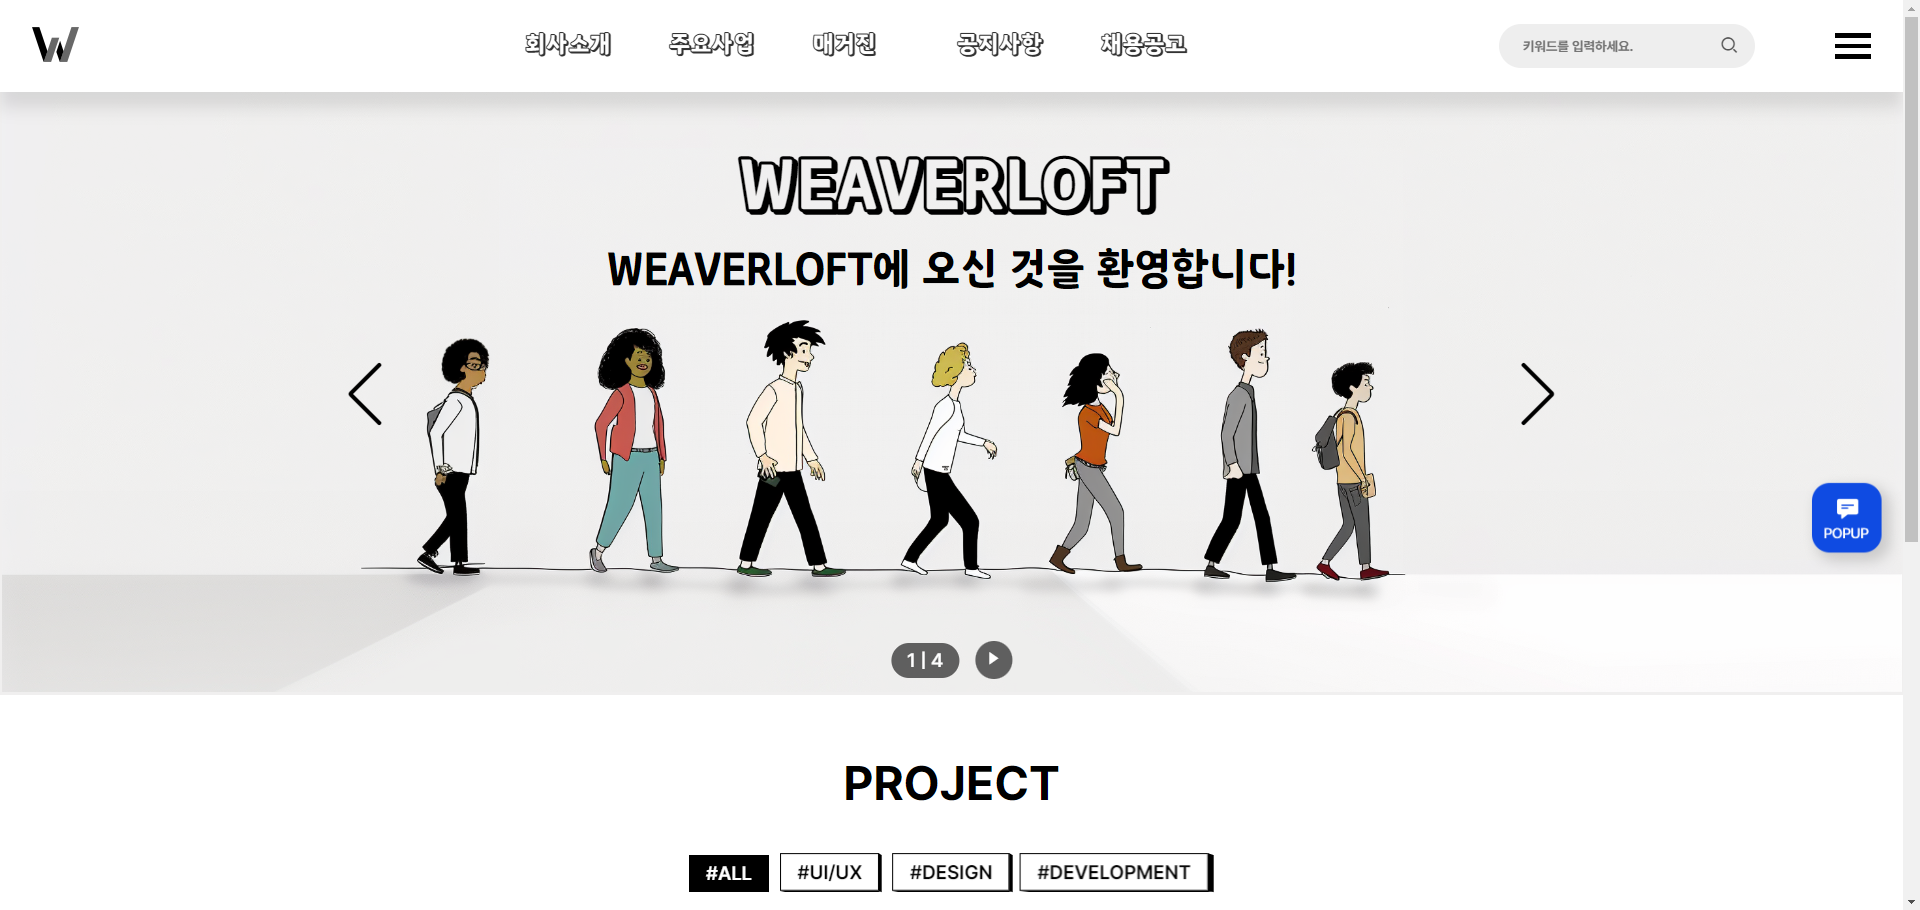 W
회사소개 주요사업 매거진 공지사항 채용공고
키워드를 입력하세요.
WEAVERLOFT
WEAVERLOFT에 오신 것을 환영합니다!
POPUP
1 | 4
PROJECT
#ALL #UI/UX #DESIGN #DEVELOPMENT